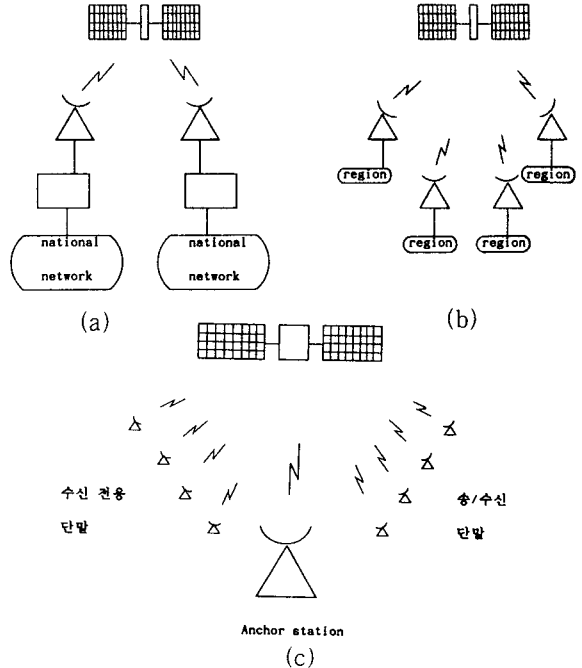 region
region
region
region
national
network
national
network
(a)
(b)
수신 전용
단말
송/수신
단말
Anchor station
(c)